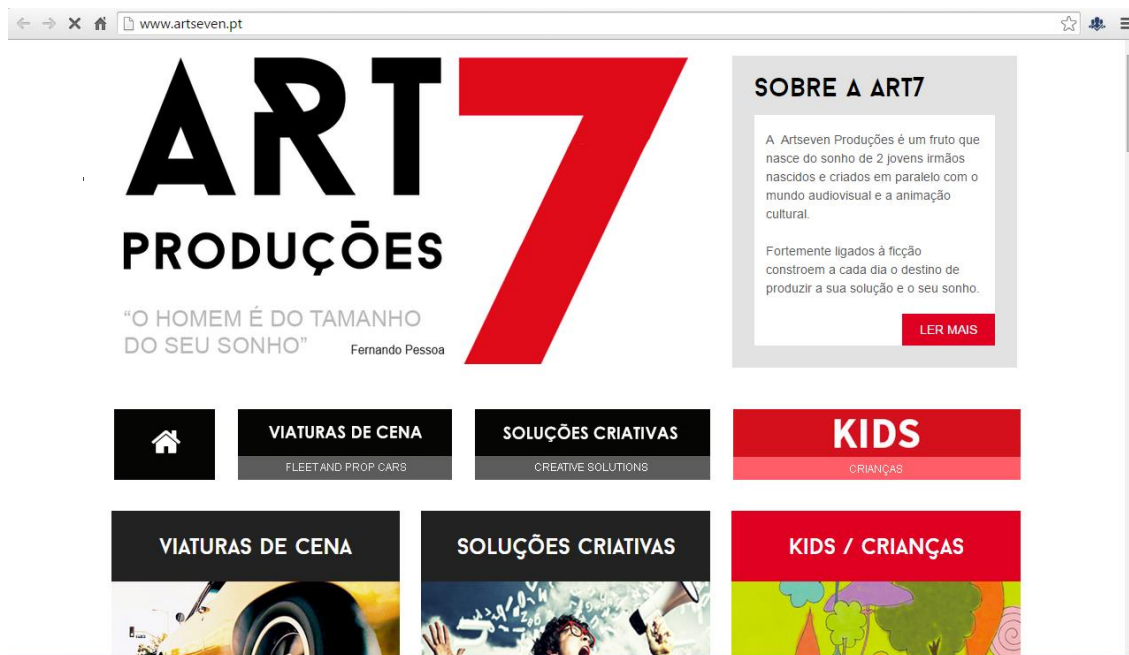 www.artseven.pt
ART7
PRODUÇÕES
“O HOMEM É DO TAMANHO
DO SEU SONHO”
Fernando Pessoa
SOBRE A ART7
A Artseven Produções é um fruto que
nasce do sonho de 2 jovens irmãos
nascidos e criados em paralelo com o
mundo audiovisual e a animação
cultural.
Fortemente ligados à ficção
constroem a cada dia o destino de
produzir a sua solução e o seu sonho.
LER MAIS
VIATURAS DE CENA
FLEET AND PROP CARS
SOLUÇÕES CRIATIVAS
CREATIVE SOLUTIONS
KIDS
CRIANÇAS
VIATURAS DE CENA
SOLUÇÕES CRIATIVAS
KIDS / CRIANÇAS